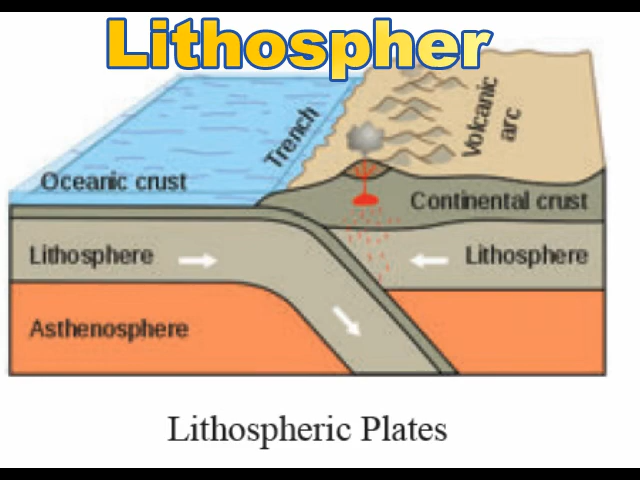 Lithospher
Trench
Volcanic
arc
Oceanic crust
Continental crust
Lithosphere
Lithosphere
Asthenosphere
Lithospheric Plates